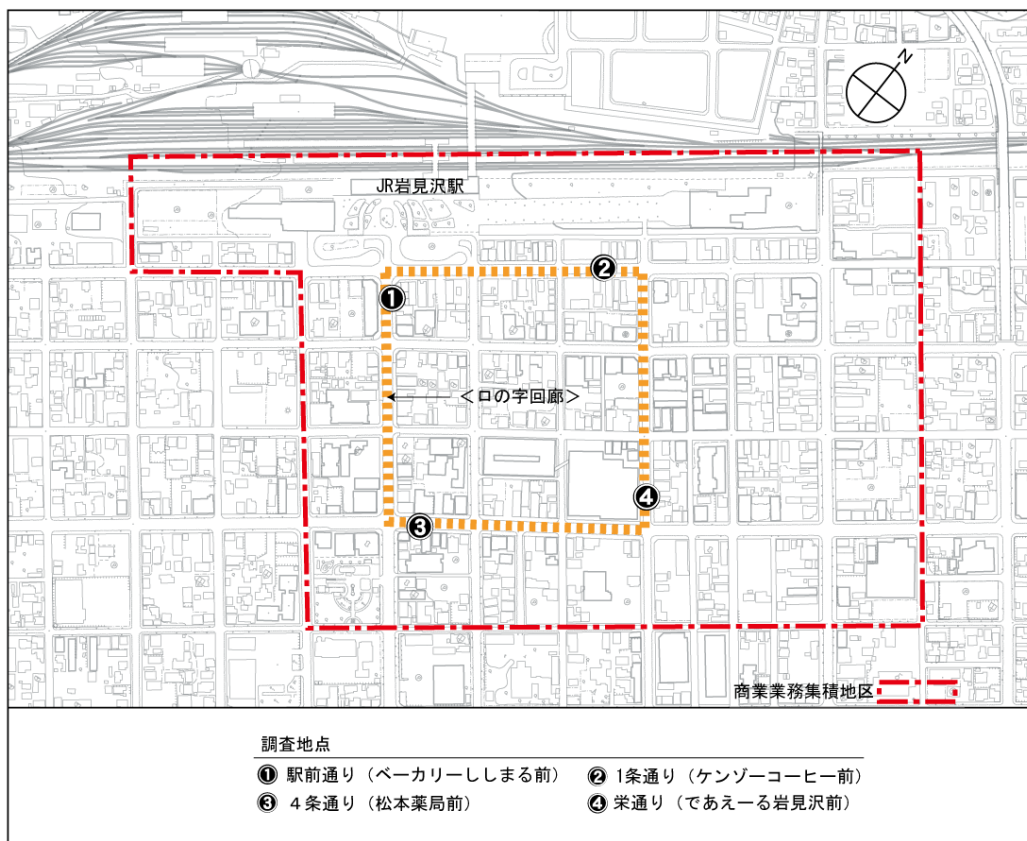 N
JR岩見沢駅
❷
❶
＜ロの字回廊＞
❹
❸
商業業務集積地区
調査地点
❶ 駅前通り（ベーカリーししまる前）
❷ 1条通り（ケンゾーコーヒー前）
❸ ４条通り（松本薬局前）
❹ 栄通り（であえーる岩見沢前）